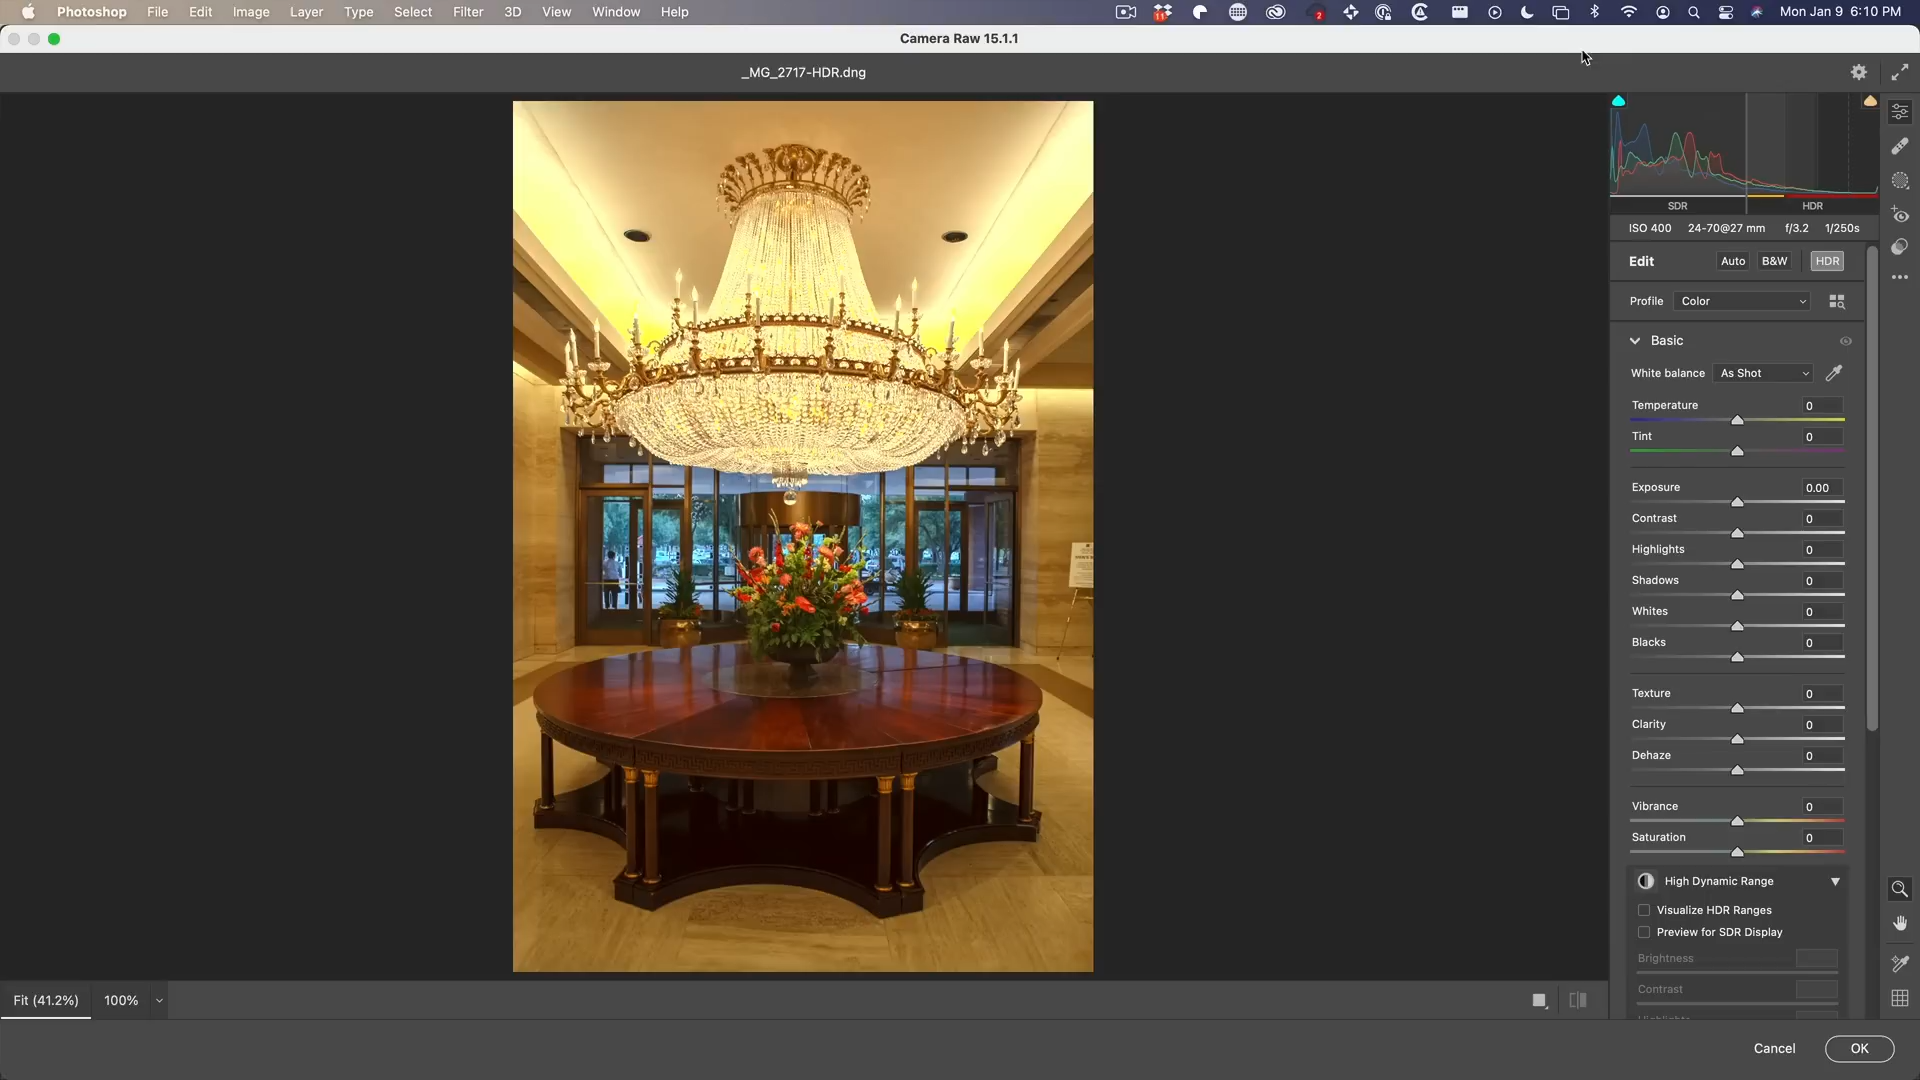 Photoshop File Edit Image Layer Type Select Filter 3D View Window Help 11 2 Mon Jan 9 6:10 PM
Camera Raw 15.1.1
_MG_2717-HDR.dng
SDR HDR
ISO 400 24-70@27 mm f/3.2 1/250s
Edit Auto B&W HDR
Profile Color
Basic
White balance As Shot
Temperature 0
Tint 0
Exposure 0.00
Contrast 0
Highlights 0
Shadows 0
Whites 0
Blacks 0
Texture 0
Clarity 0
Dehaze 0
Vibrance 0
Saturation 0
High Dynamic Range
Visualize HDR Ranges
Preview for SDR Display
Brightness
Contrast
Fit (41.2%) 100%
Cancel OK